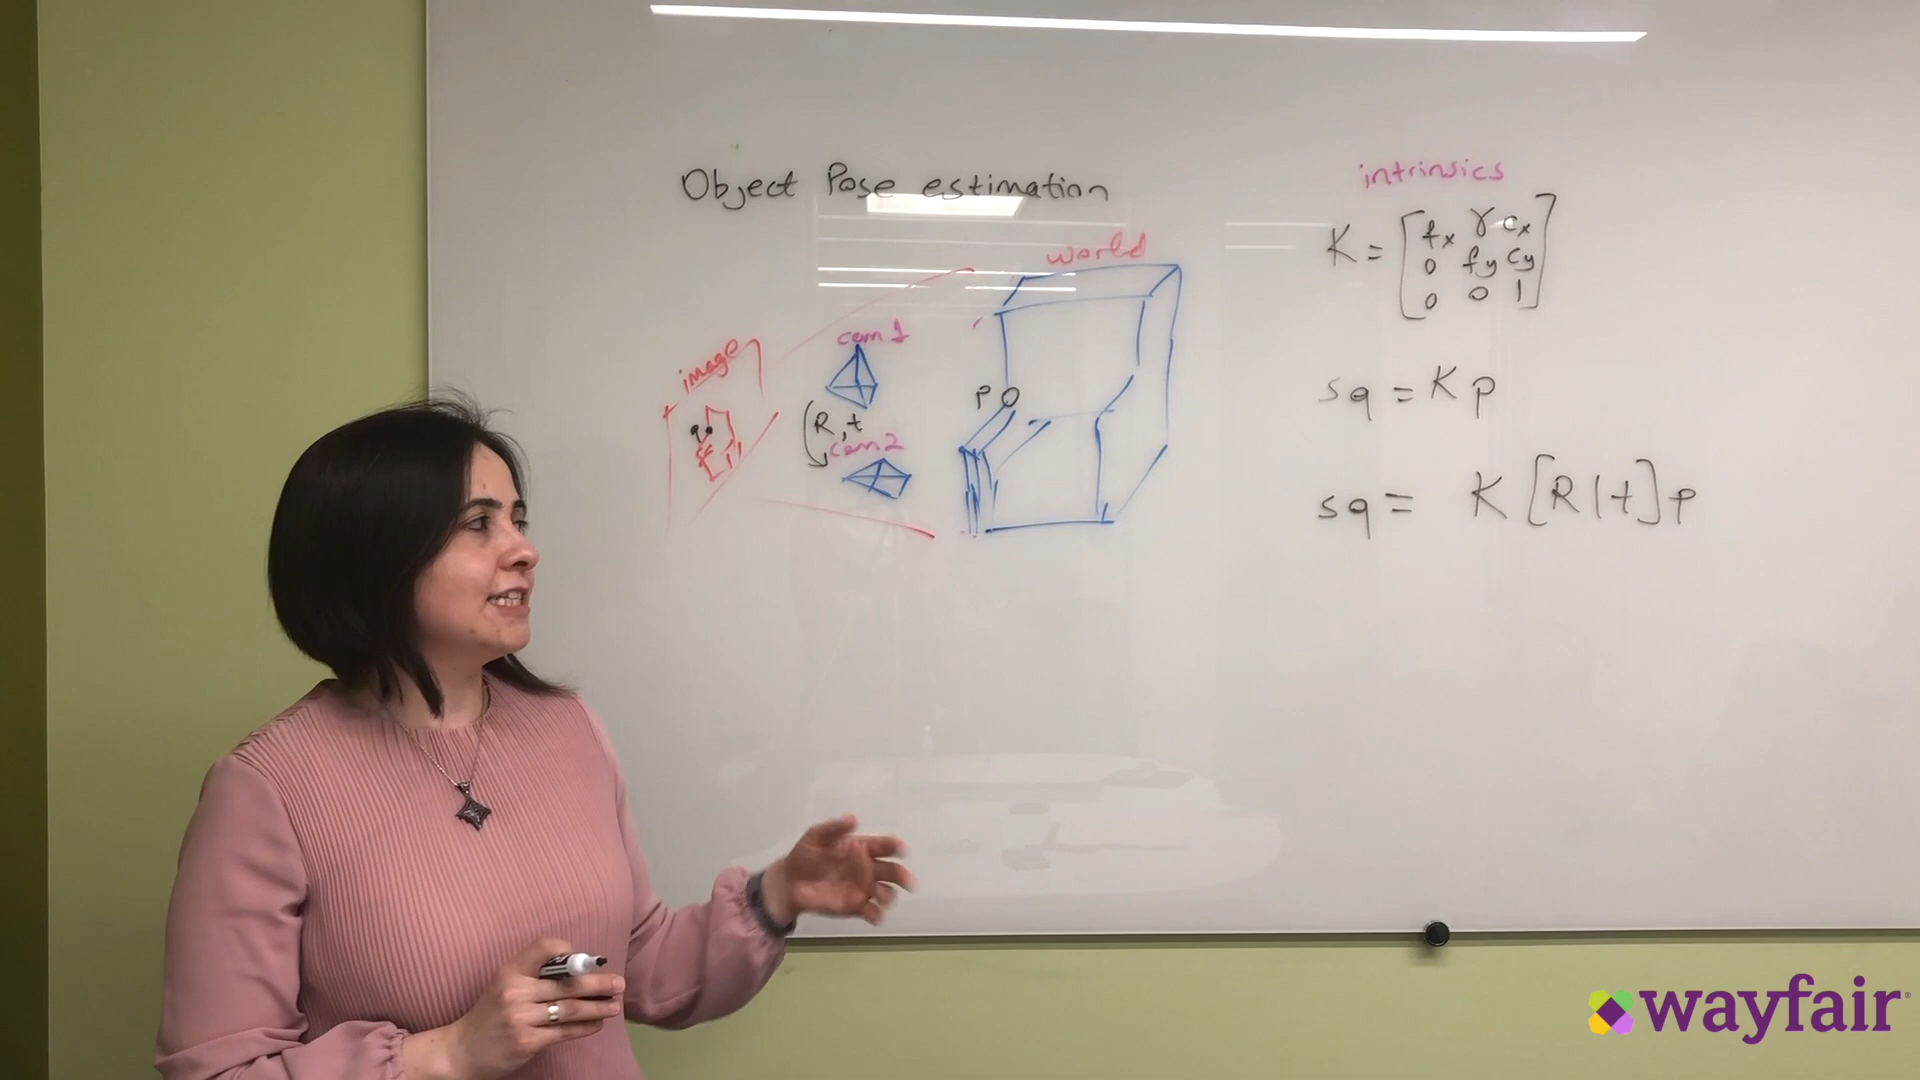 Object Pose estimation
world
image
cam 1
P
q
R, t
cam 2
intrinsics
K = [ fx γ cx
0 fy cy
0 0 1 ]
sq = K p
sq = K [R | t] p
wayfair